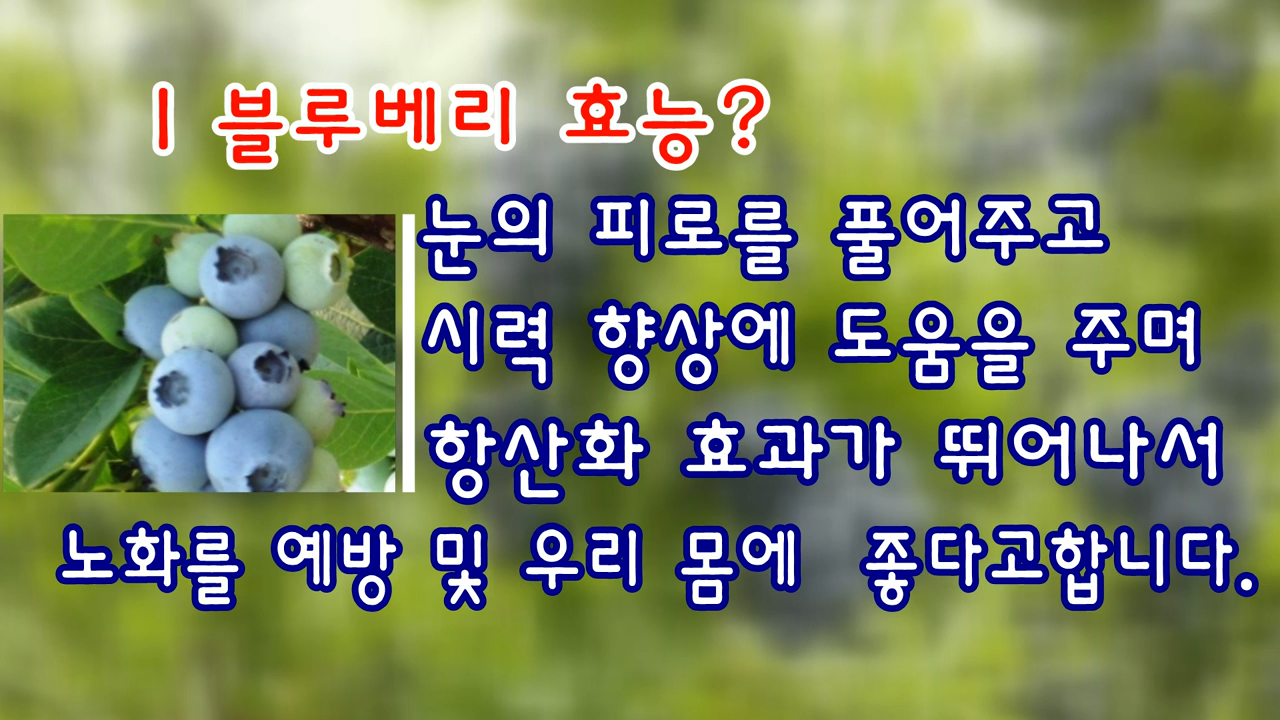 | 블루베리 효능?
눈의 피로를 풀어주고
시력 향상에 도움을 주며
항산화 효과가 뛰어나서
노화를 예방 및 우리 몸에 좋다고합니다.